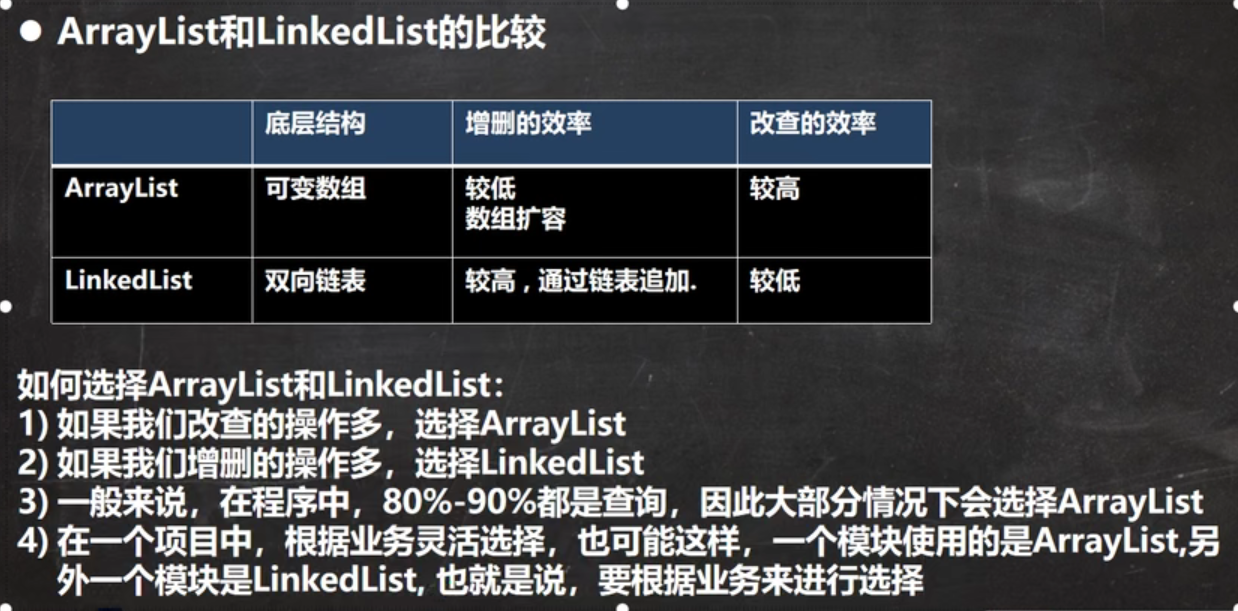 ● ArrayList和LinkedList的比较
底层结构 增删的效率 改查的效率
ArrayList 可变数组 较低 较高
数组扩容
LinkedList 双向链表 较高，通过链表追加. 较低
如何选择ArrayList和LinkedList：
1) 如果我们改查的操作多，选择ArrayList
2) 如果我们增删的操作多，选择LinkedList
3) 一般来说，在程序中，80%-90%都是查询，因此大部分情况下会选择ArrayList
4) 在一个项目中，根据业务灵活选择，也可能这样，一个模块使用的是ArrayList,另
外一个模块是LinkedList, 也就是说，要根据业务来进行选择